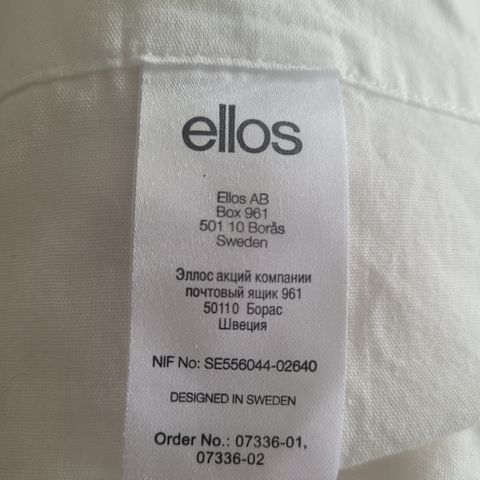 ellos
Ellos AB
Box 961
501 10 Borås
Sweden
Эллос акций компании
почтовый ящик 961
50110 Борас
Швеция
NIF No: SE556044-02640
DESIGNED IN SWEDEN
Order No.: 07336-01,
07336-02